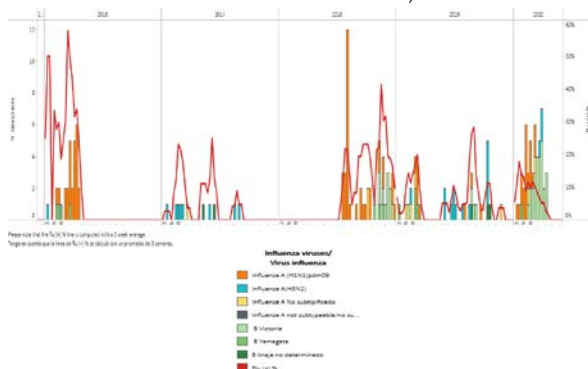 2... 2016 2017 2018 2019 2020
12 60%
10 50%
8 40%
6 30%
4 20%
2 10%
0 0%
Please note that the Flu (+) % line is computed with a 3 week average.
Tenga en cuenta que la línea de flu (+) % se calcula con un promedio de 3 semanas.
Influenza viruses/
Virus influenza
Influenza A (H1N1)pdm09
Influenza A(H3N2)
Influenza A No subtipificado
Influenza A not subtypeable/no su...
B Victoria
B Yamagata
B linaje no determinado
Flu (+) %